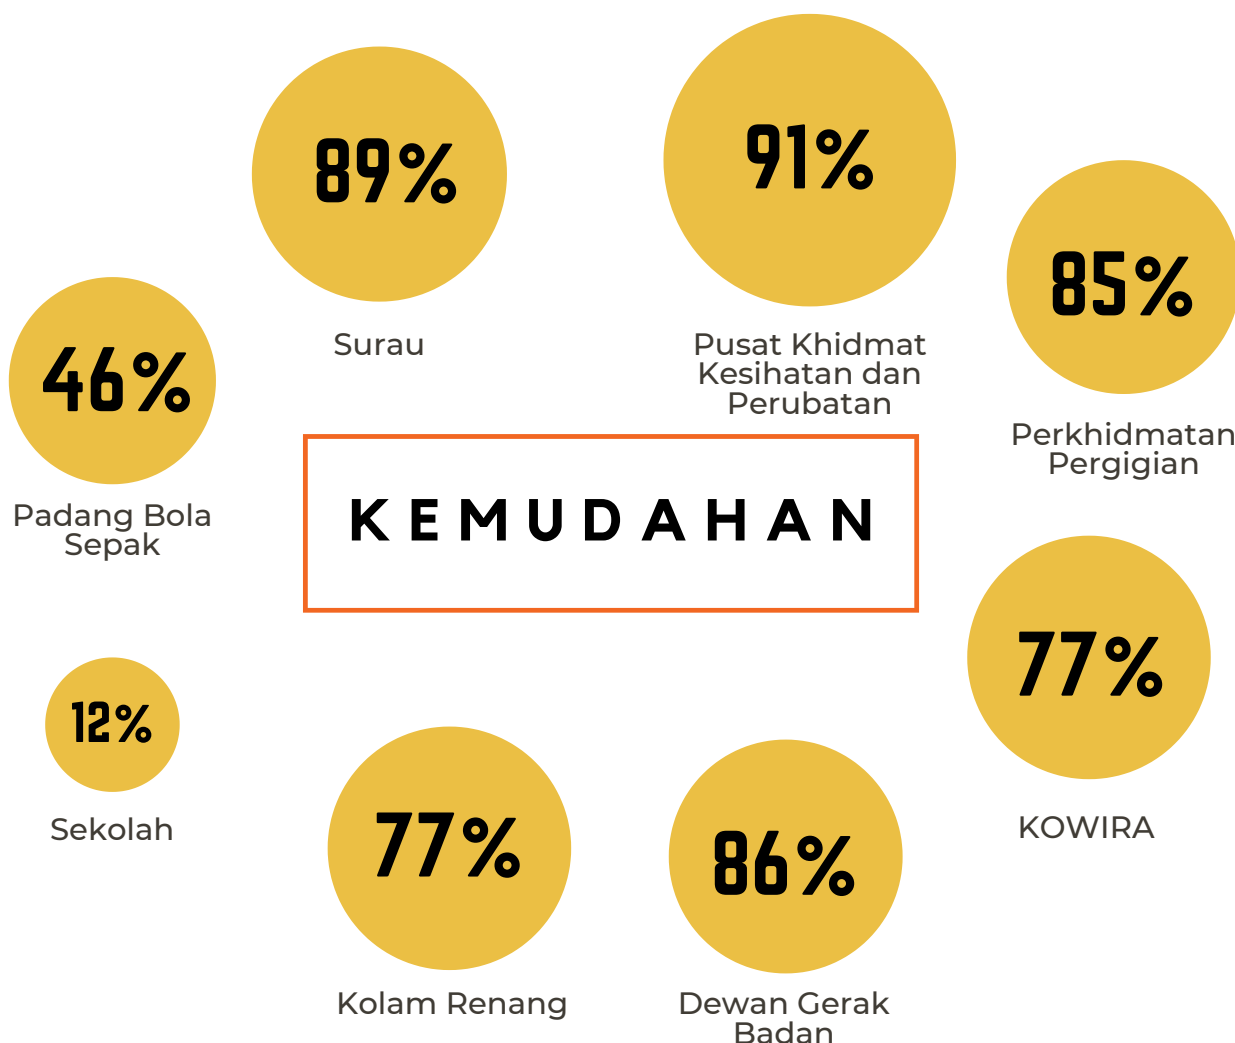 89%
Surau
91%
Pusat Khidmat
Kesihatan dan
Perubatan
85%
Perkhidmatan
Pergigian
46%
Padang Bola
Sepak
KEMUDAHAN
77%
KOWIRA
12%
Sekolah
77%
Kolam Renang
86%
Dewan Gerak
Badan